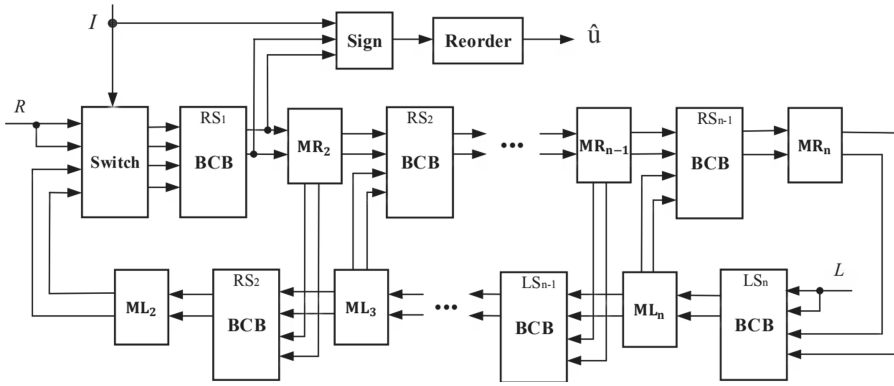 I
Sign
Reorder
û
R
Switch
RS₁
BCB
MR₂
RS₂
BCB
•••
MRₙ₋₁
RSₙ₋₁
BCB
MRₙ
ML₂
RS₂
BCB
ML₃
•••
LSₙ₋₁
BCB
MLₙ
LSₙ
BCB
L